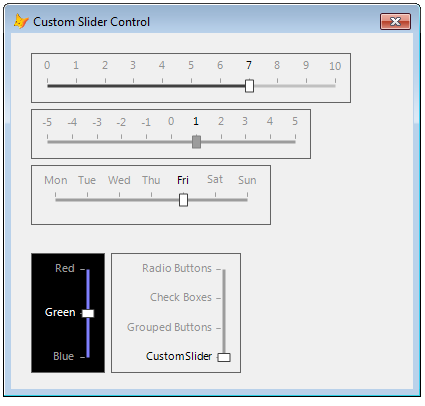 Custom Slider Control
0 1 2 3 4 5 6 7 8 9 10
-5 -4 -3 -2 -1 0 1 2 3 4 5
Mon Tue Wed Thu Fri Sat Sun
Red
Green
Blue
Radio Buttons
Check Boxes
Grouped Buttons
CustomSlider